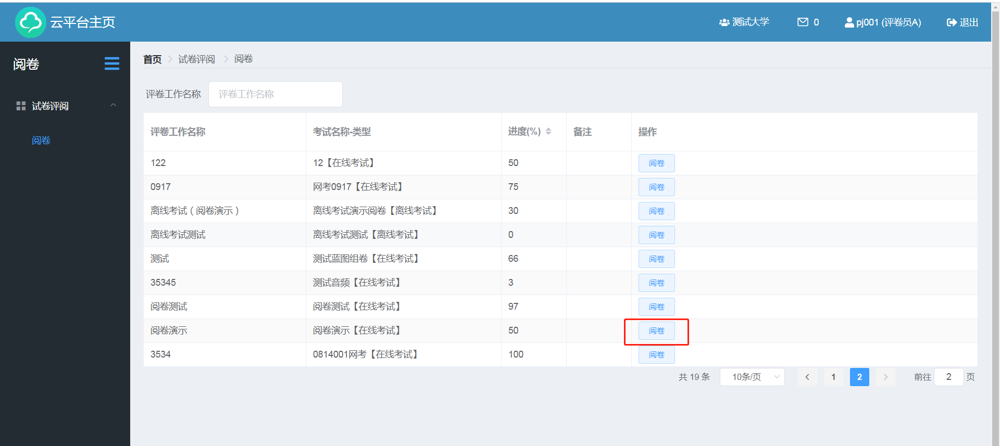 云平台主页
测试大学 0 pj001 (评卷员A) 退出
阅卷
试卷评阅
阅卷
首页 > 试卷评阅 > 阅卷
评卷工作名称 评卷工作名称
评卷工作名称 考试名称-类型 进度(%) 备注 操作
122 12【在线考试】 50 阅卷
0917 网考0917【在线考试】 75 阅卷
离线考试（阅卷演示） 离线考试演示阅卷【离线考试】 30 阅卷
离线考试测试 离线考试测试【离线考试】 0 阅卷
测试 测试蓝图组卷【在线考试】 66 阅卷
35345 测试音频【在线考试】 3 阅卷
阅卷测试 阅卷测试【在线考试】 97 阅卷
阅卷演示 阅卷演示【在线考试】 50 阅卷
3534 0814001网考【在线考试】 100 阅卷
共 19 条 10条/页 < 1 2 > 前往 2 页